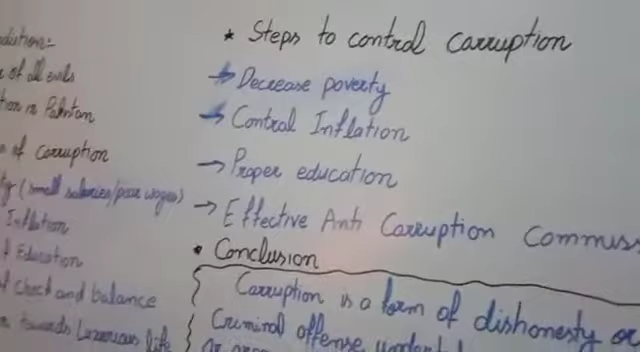 of all evils
Pakistan
of Corruption
(small salaries/poor wages)
Inflation
Education
Check and balance
towards Luxurious life
* Steps to control Corruption
→ Decrease poverty
→ Control Inflation
→ Proper education
→ Effective Anti Corruption Commiss
• Conclusion
Corruption is a form of dishonesty or
Criminal offense